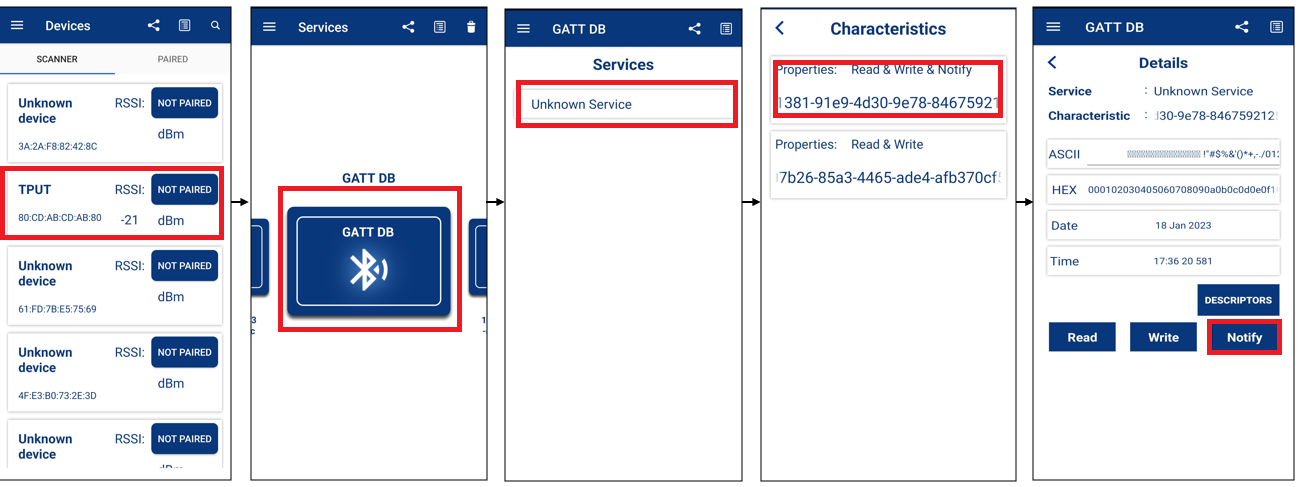 Devices
SCANNER PAIRED
Unknown device RSSI: NOT PAIRED
dBm
3A:2A:F8:82:42:8C
TPUT RSSI: NOT PAIRED
80:CD:AB:CD:AB:80 -21 dBm
Unknown device RSSI: NOT PAIRED
dBm
61:FD:7B:E5:75:69
Unknown device RSSI: NOT PAIRED
dBm
4F:E3:B0:73:2E:3D
Unknown device RSSI: NOT PAIRED
Services
GATT DB
GATT DB
GATT DB
Services
Unknown Service
Characteristics
Properties: Read & Write & Notify
1381-91e9-4d30-9e78-84675921
Properties: Read & Write
7b26-85a3-4465-ade4-afb370cf
GATT DB
Details
Service : Unknown Service
Characteristic : d30-9e78-846759212
ASCII !"#$%&'()*+,-./012
HEX 000102030405060708090a0b0c0d0e0f1
Date 18 Jan 2023
Time 17:36 20 581
DESCRIPTORS
Read Write Notify